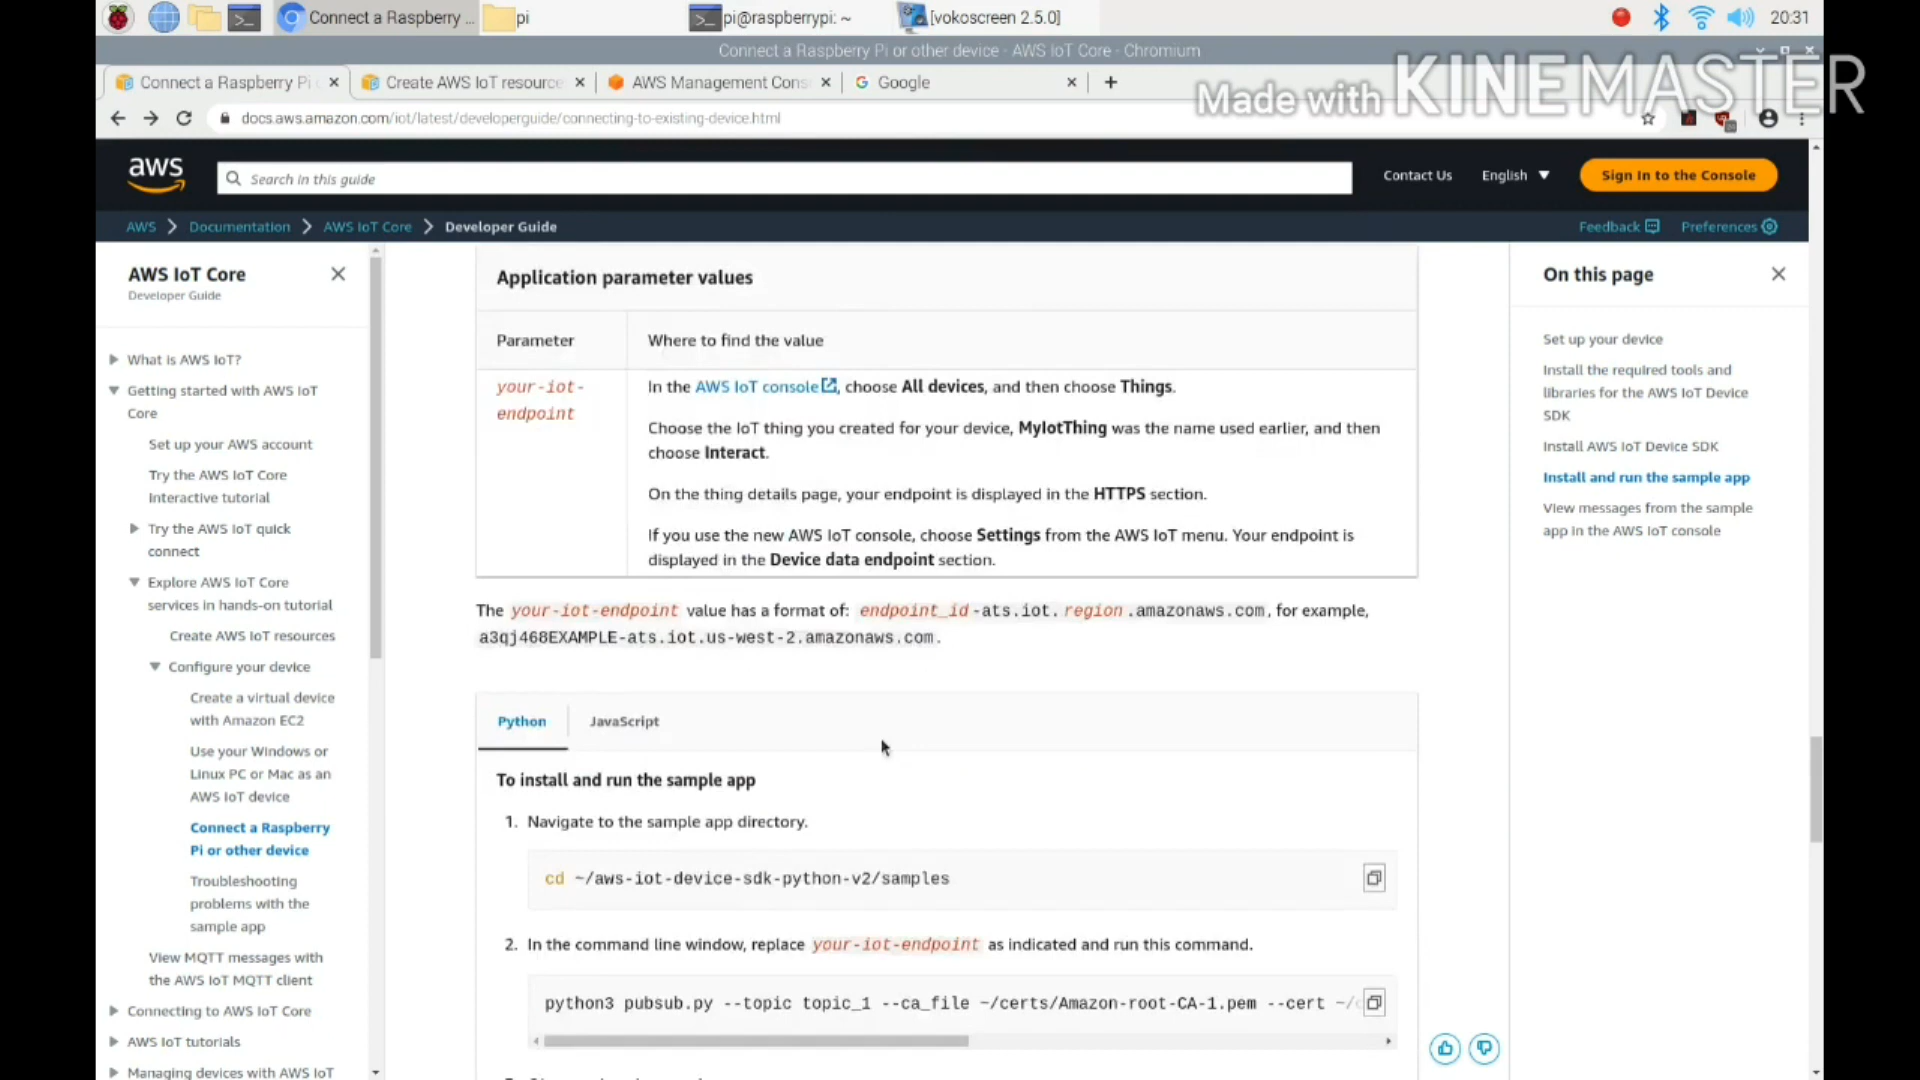 Connect a Raspberry ...
pi
pi@raspberrypi: ~
[vokoscreen 2.5.0]
20:31
Connect a Raspberry Pi or other device - AWS IoT Core - Chromium
Connect a Raspberry Pi
Create AWS IoT resource
AWS Management Cons
Google
Made with KINEMASTER
docs.aws.amazon.com/iot/latest/developerguide/connecting-to-existing-device.html
aws
Search in this guide
Contact Us
English
Sign In to the Console
AWS
Documentation
AWS IoT Core
Developer Guide
Feedback
Preferences
AWS IoT Core
Developer Guide
What is AWS IoT?
Getting started with AWS IoT
Core
Set up your AWS account
Try the AWS IoT Core
Interactive tutorial
Try the AWS IoT quick
connect
Explore AWS IoT Core
services in hands-on tutorial
Create AWS IoT resources
Configure your device
Create a virtual device
with Amazon EC2
Use your Windows or
Linux PC or Mac as an
AWS IoT device
Connect a Raspberry
Pi or other device
Troubleshooting
problems with the
sample app
View MQTT messages with
the AWS IoT MQTT client
Connecting to AWS IoT Core
AWS IoT tutorials
Managing devices with AWS IoT
Application parameter values
Parameter
Where to find the value
your-iot-
endpoint
In the AWS IoT console, choose All devices, and then choose Things.
Choose the IoT thing you created for your device, MyIotThing was the name used earlier, and then
choose Interact.
On the thing details page, your endpoint is displayed in the HTTPS section.
If you use the new AWS IoT console, choose Settings from the AWS IoT menu. Your endpoint is
displayed in the Device data endpoint section.
The your-iot-endpoint value has a format of: endpoint_id-ats.iot.region.amazonaws.com, for example,
a3qj468EXAMPLE-ats.iot.us-west-2.amazonaws.com.
Python
JavaScript
To install and run the sample app
1. Navigate to the sample app directory.
cd ~/aws-iot-device-sdk-python-v2/samples
2. In the command line window, replace your-iot-endpoint as indicated and run this command.
python3 pubsub.py --topic topic_1 --ca_file ~/certs/Amazon-root-CA-1.pem --cert ~/
On this page
Set up your device
Install the required tools and
libraries for the AWS IoT Device
SDK
Install AWS IoT Device SDK
Install and run the sample app
View messages from the sample
app in the AWS IoT console